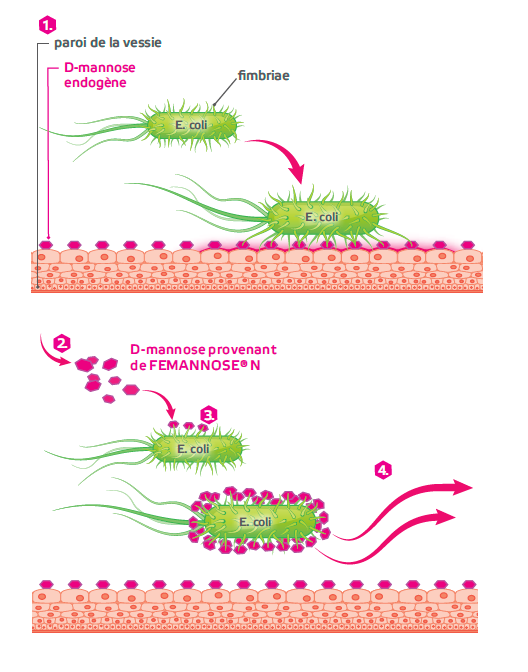 1.
paroi de la vessie
D-mannose
endogène
fimbriae
E. coli
E. coli
2.
D-mannose provenant
de FEMANNOSE® N
3.
E. coli
4.
E. coli